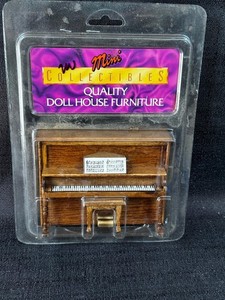 Mini
COLLECTIBLES
QUALITY
DOLL HOUSE FURNITURE